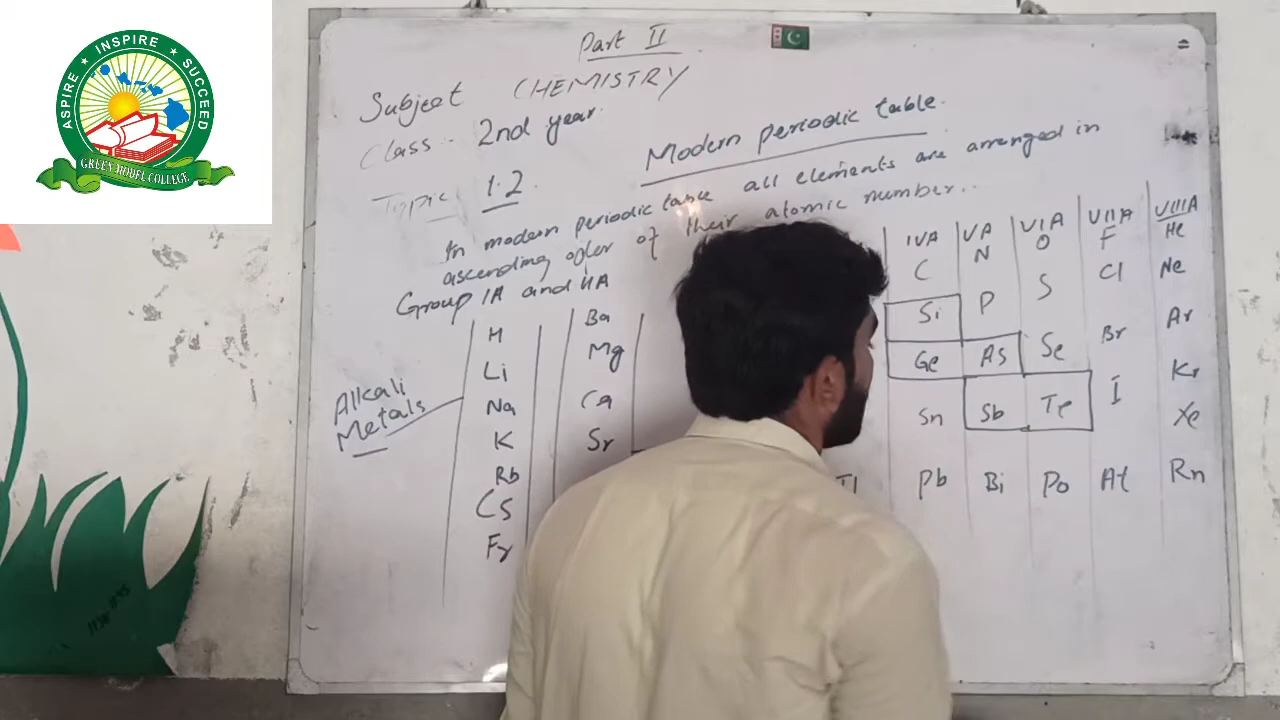 ASPIRE ★ INSPIRE ★ SUCCEED
GREEN MODEL COLLEGE
Part II
Subject CHEMISTRY
Class - 2nd year.
Topic 1.2
Modern periodic table.
In modern periodic table all elements are arranged in
ascending order of their atomic number..
Group IA and IIA
IVA VA VIA VIIA VIIIA
C N O F He
Si P S Cl Ne
Ge As Se Br Ar
Sn Sb Te I Kr
Xe
Tl Pb Bi Po At Rn
H Ba
Li Mg
Na Ca
K Sr
Rb
Cs
Fr
Alkali
Metals